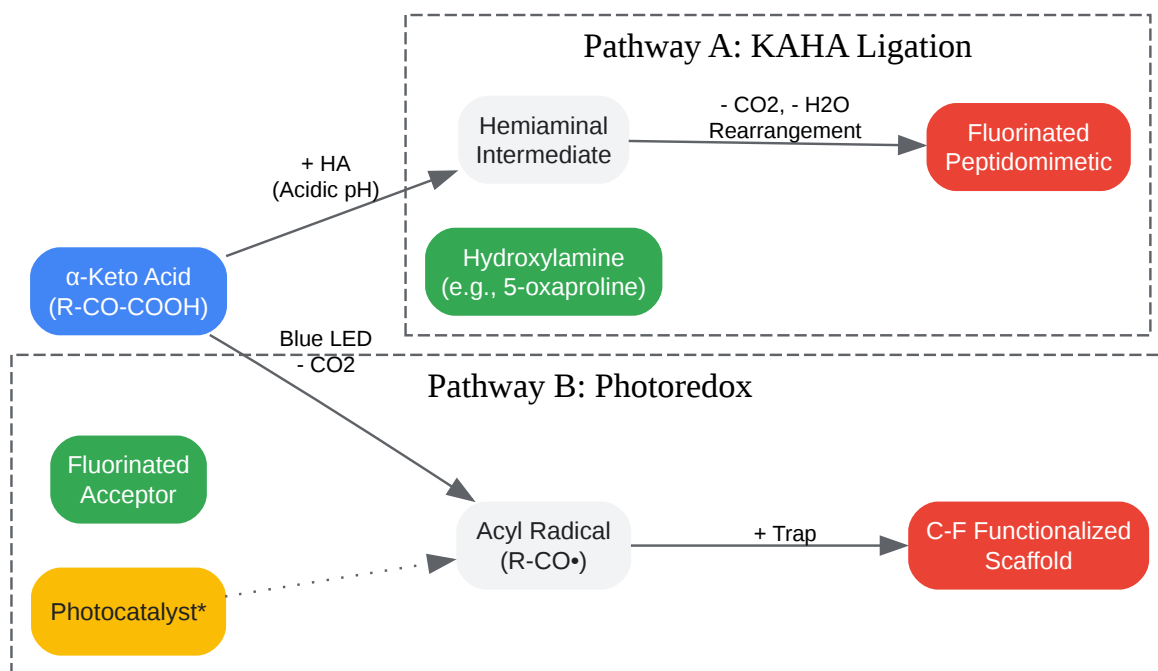 Pathway A: KAHA Ligation
Hemiaminal
Intermediate
- CO2, - H2O
Rearrangement
Fluorinated
Peptidomimetic
+ HA
(Acidic pH)
Hydroxylamine
(e.g., 5-oxaproline)
α-Keto Acid
(R-CO-COOH)
Blue LED
- CO2
Pathway B: Photoredox
Fluorinated
Acceptor
Acyl Radical
(R-CO•)
+ Trap
C-F Functionalized
Scaffold
Photocatalyst*